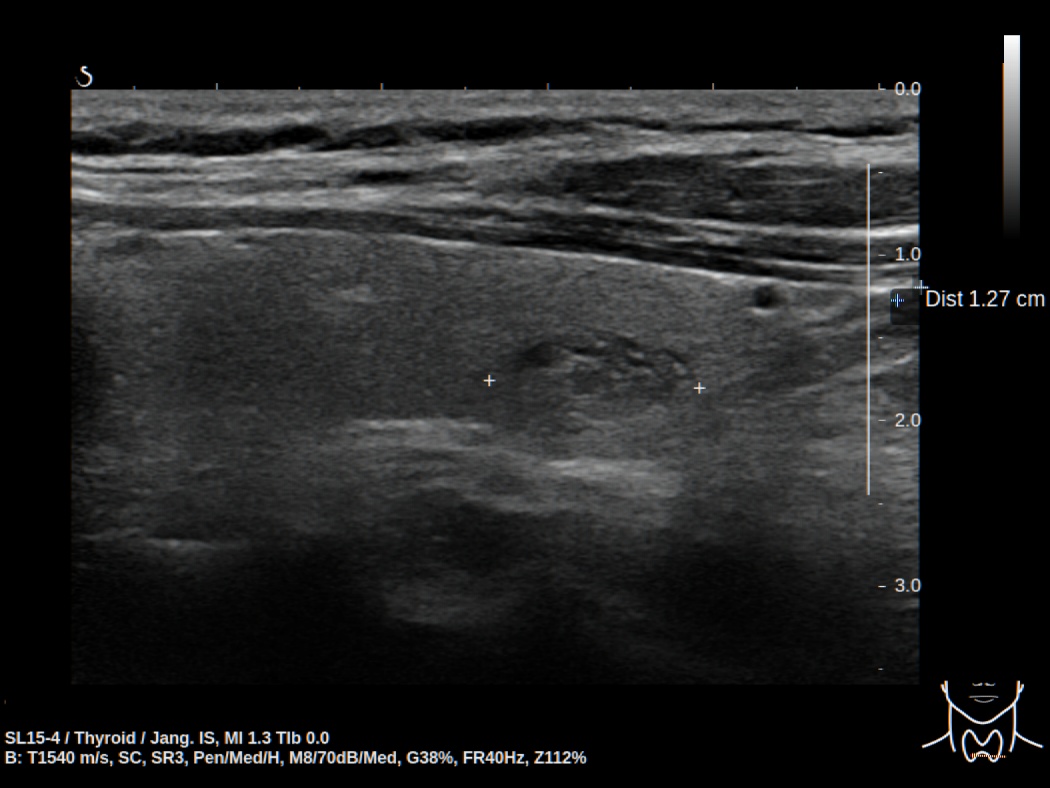 0.0
1.0
Dist 1.27 cm
2.0
3.0
SL15-4 / Thyroid / Jang. IS, MI 1.3 TIb 0.0
B: T1540 m/s, SC, SR3, Pen/Med/H, M8/70dB/Med, G38%, FR40Hz, Z112%